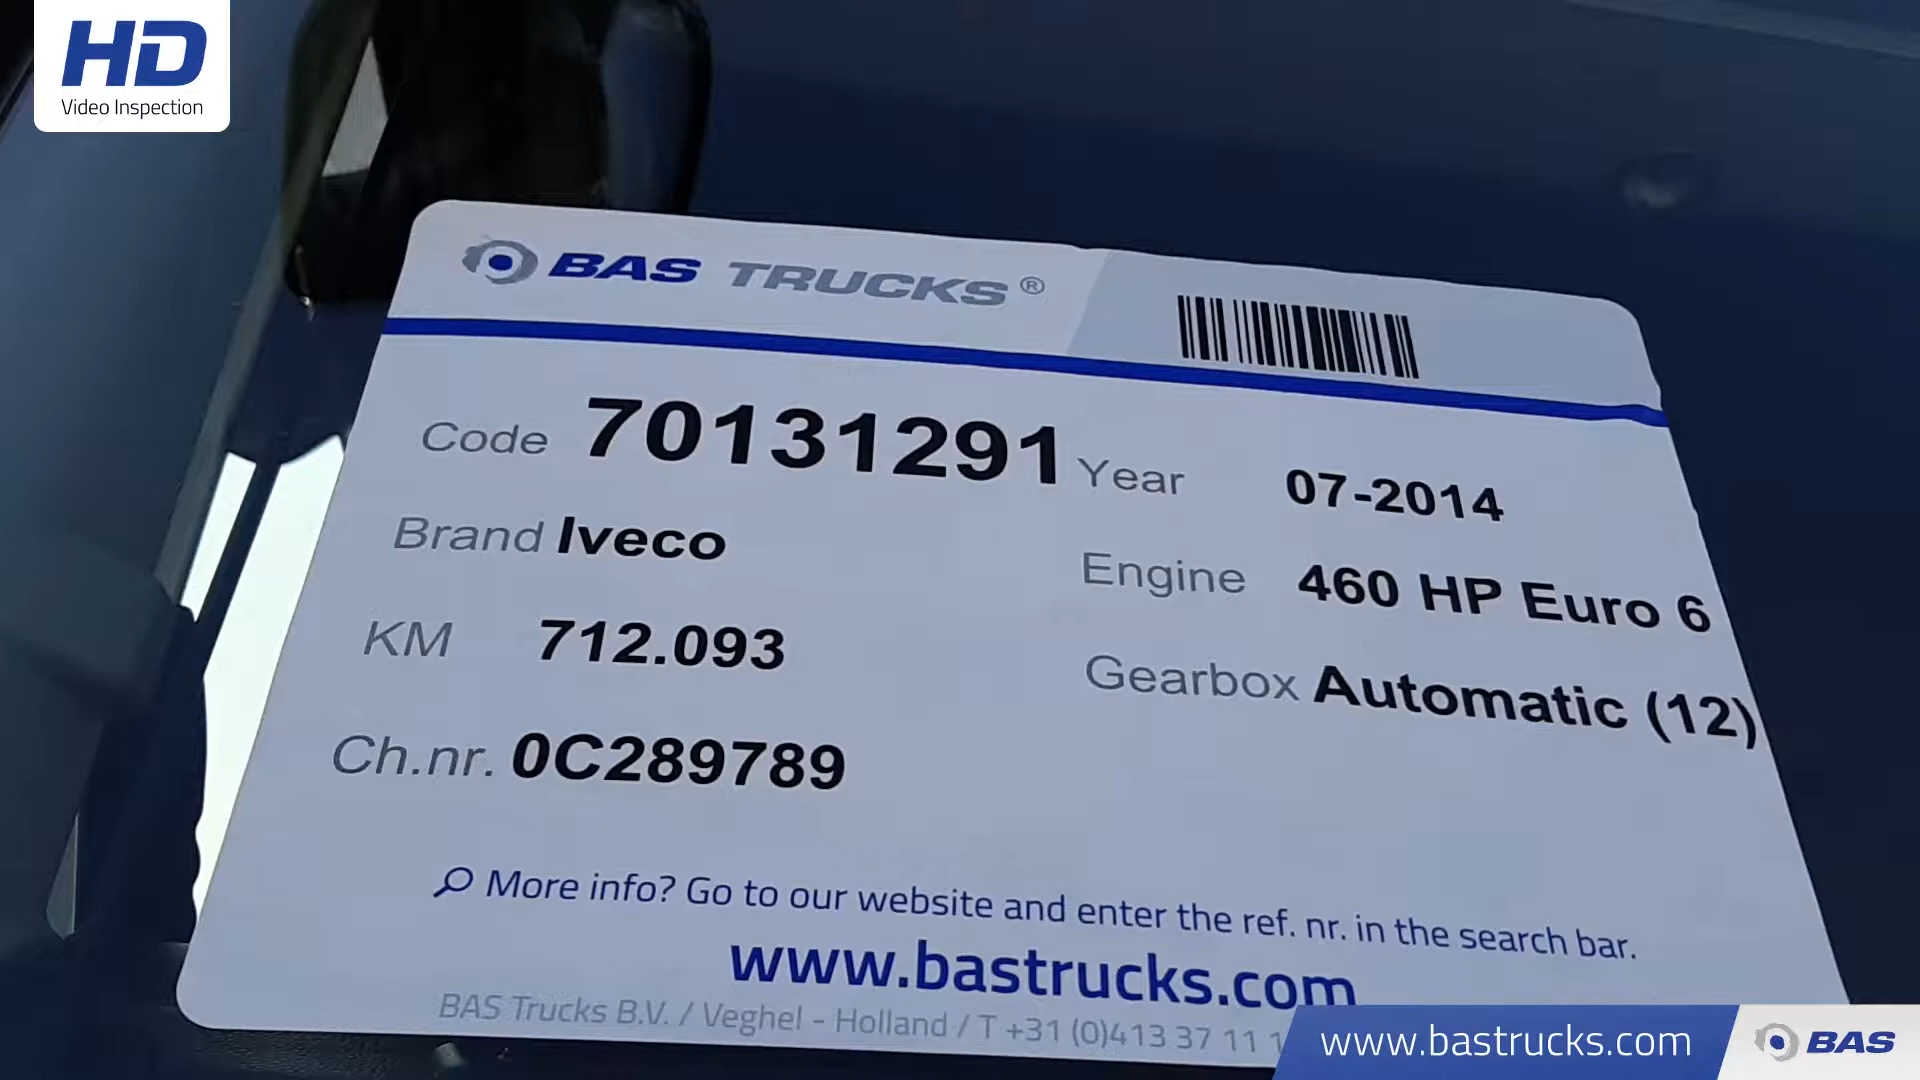 HD
Video Inspection
BAS TRUCKS®
Code 70131291 Year 07-2014
Brand Iveco Engine 460 HP Euro 6
KM 712.093 Gearbox Automatic (12)
Ch.nr. 0C289789
More info? Go to our website and enter the ref. nr. in the search bar.
www.bastrucks.com
BAS Trucks B.V. / Veghel - Holland / T +31 (0)413 37 11
www.bastrucks.com BAS